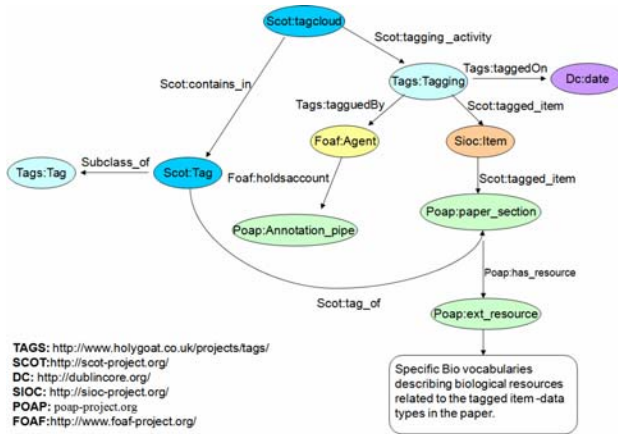 Scot:tagcloud
Scot:tagging_activity
Tags:taggedOn
Scot:contains_in
Tags:Tagging
Dc:date
Tags:tagguedBy
Scot:tagged_item
Foaf:Agent
Sioc:Item
Subclass_of
Tags:Tag
Scot:Tag
Foaf:holdsaccount
Scot:tagged_item
Poap:Annotation_pipe
Poap:paper_section
Poap:has_resource
Scot:tag_of
Poap:ext_resource
TAGS: http://www.holygoat.co.uk/projects/tags/
SCOT:http://scot-project.org/
DC: http://dublincore.org/
SIOC: http://sioc-project.org/
POAP: poap-project.org
FOAF:http://www.foaf-project.org/
Specific Bio vocabularies
describing biological resources
related to the tagged item -data
types in the paper.